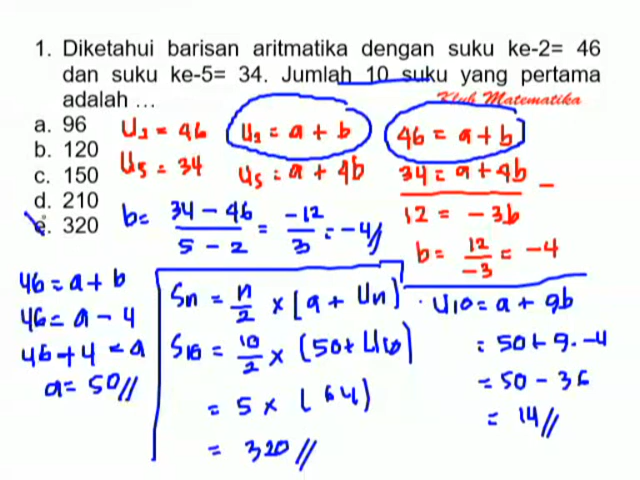 1. Diketahui barisan aritmatika dengan suku ke-2= 46
dan suku ke-5= 34. Jumlah 10 suku yang pertama
adalah ...
Klub Matematika
a. 96
b. 120
c. 150
d. 210
e. 320
U₂ = 46
U₅ = 34
U₂ = a + b
U₅ = a + 4b
46 = a + b
34 = a + 4b –
12 = -3b
b = 12/-3 = -4
b = 34 - 46 / 5 - 2 = -12/3 = -4//
46 = a + b
46 = a - 4
46 + 4 = a
a = 50//
Sn = n/2 × (a + Un)
S10 = 10/2 × (50 + U10)
= 5 × (64)
= 320//
U10 = a + 9b
= 50 + 9 . -4
= 50 - 36
= 14//